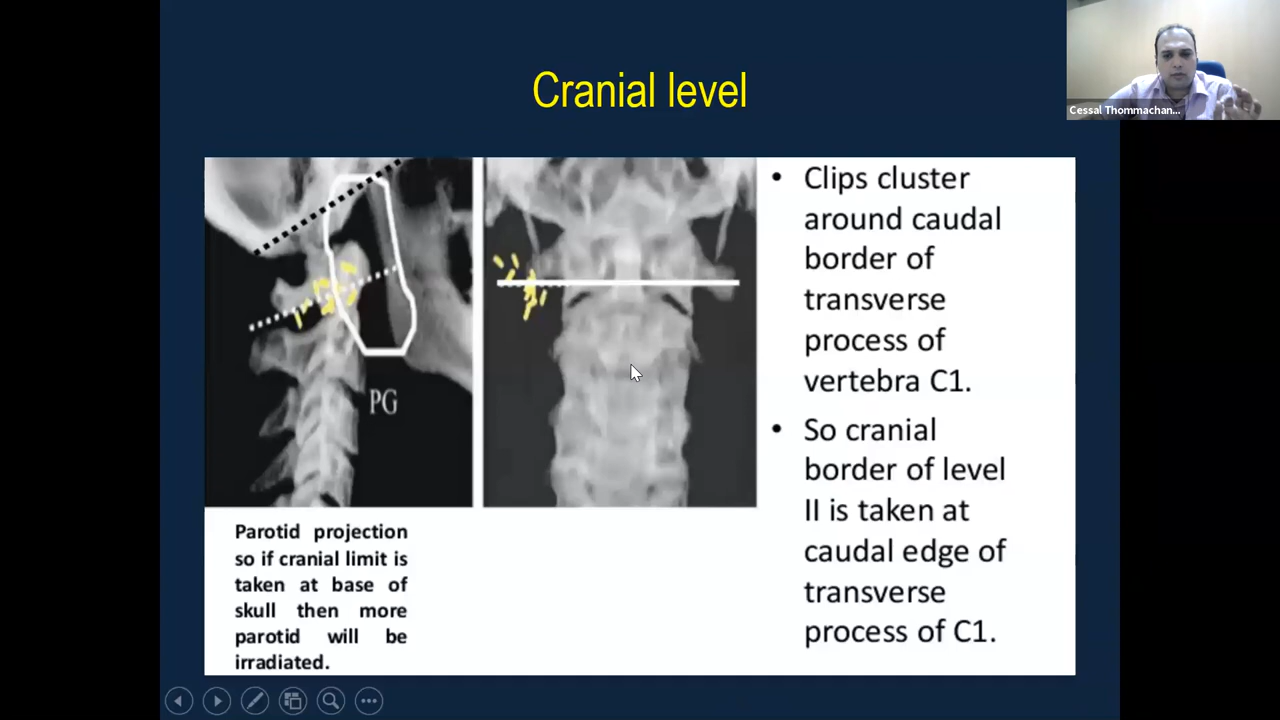 Cranial level
Cessal Thommachan...
PG
Parotid projection
so if cranial limit is
taken at base of
skull then more
parotid will be
irradiated.
• Clips cluster
around caudal
border of
transverse
process of
vertebra C1.
• So cranial
border of level
II is taken at
caudal edge of
transverse
process of C1.